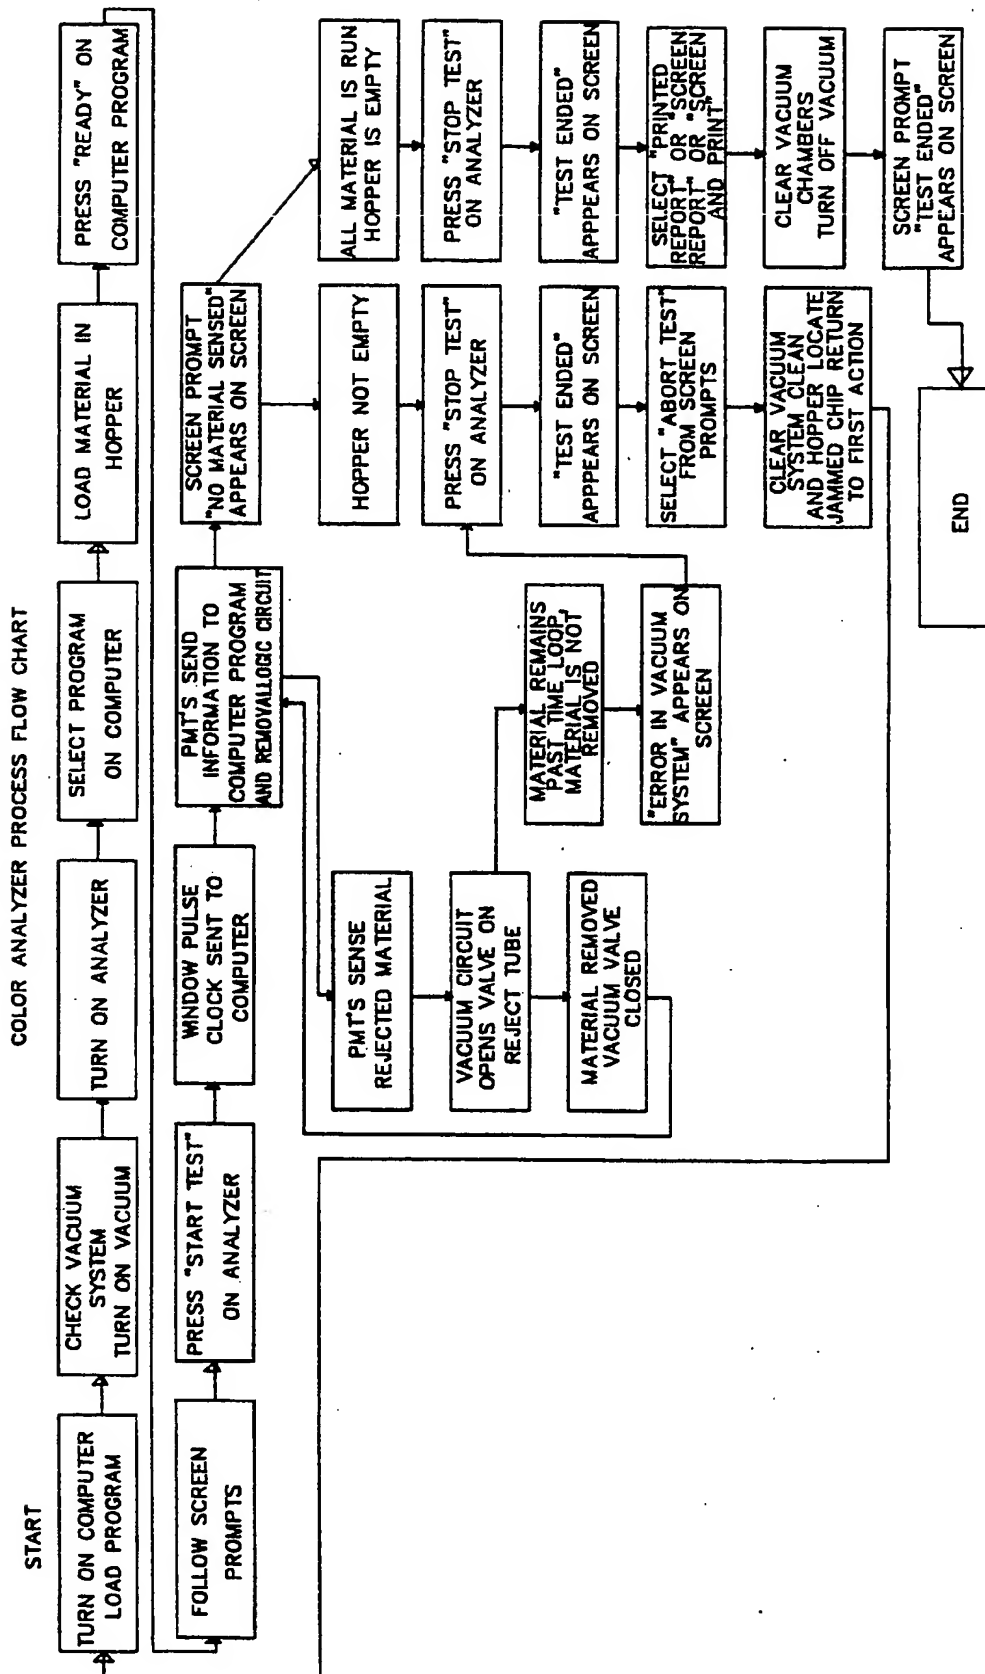 COLOR ANALYZER PROCESS FLOW CHART
START
TURN ON COMPUTER
LOAD PROGRAM
CHECK VACUUM
SYSTEM
TURN ON VACUUM
TURN ON ANALYZER
SELECT PROGRAM
ON COMPUTER
LOAD MATERIAL IN
HOPPER
PRESS "READY" ON
COMPUTER PROGRAM
FOLLOW SCREEN
PROMPTS
PRESS "START TEST"
ON ANALYZER
WINDOW PULSE
CLOCK SENT TO
COMPUTER
PMT'S SEND
INFORMATION TO
COMPUTER PROGRAM
AND REMOVALLOGIC CIRCUIT
SCREEN PROMPT
"NO MATERIAL SENSED"
APPEARS ON SCREEN
PMT'S SENSE
REJECTED MATERIAL
VACUUM CIRCUIT
OPENS VALVE ON
REJECT TUBE
MATERIAL REMOVED
VACUUM VALVE
CLOSED
MATERIAL REMAINS
PAST TIME LOOP,
MATERIAL IS NOT
REMOVED
"ERROR IN VACUUM
SYSTEM" APPEARS ON
SCREEN
HOPPER NOT EMPTY
PRESS "STOP TEST"
ON ANALYZER
"TEST ENDED"
APPPEARS ON SCREEN
SELECT "ABORT TEST"
FROM SCREEN
PROMPTS
CLEAR VACUUM
SYSTEM CLEAN
AND HOPPER LOCATE
JAMMED CHIP RETURN
TO FIRST ACTION
ALL MATERIAL IS RUN
HOPPER IS EMPTY
PRESS "STOP TEST"
ON ANALYZER
"TEST ENDED"
APPEARS ON SCREEN
SELECT "PRINTED
REPORT" OR "SCREEN
REPORT" OR "SCREEN
AND PRINT"
CLEAR VACUUM
CHAMBERS
TURN OFF VACUUM
SCREEN PROMPT
"TEST ENDED"
APPEARS ON SCREEN
END